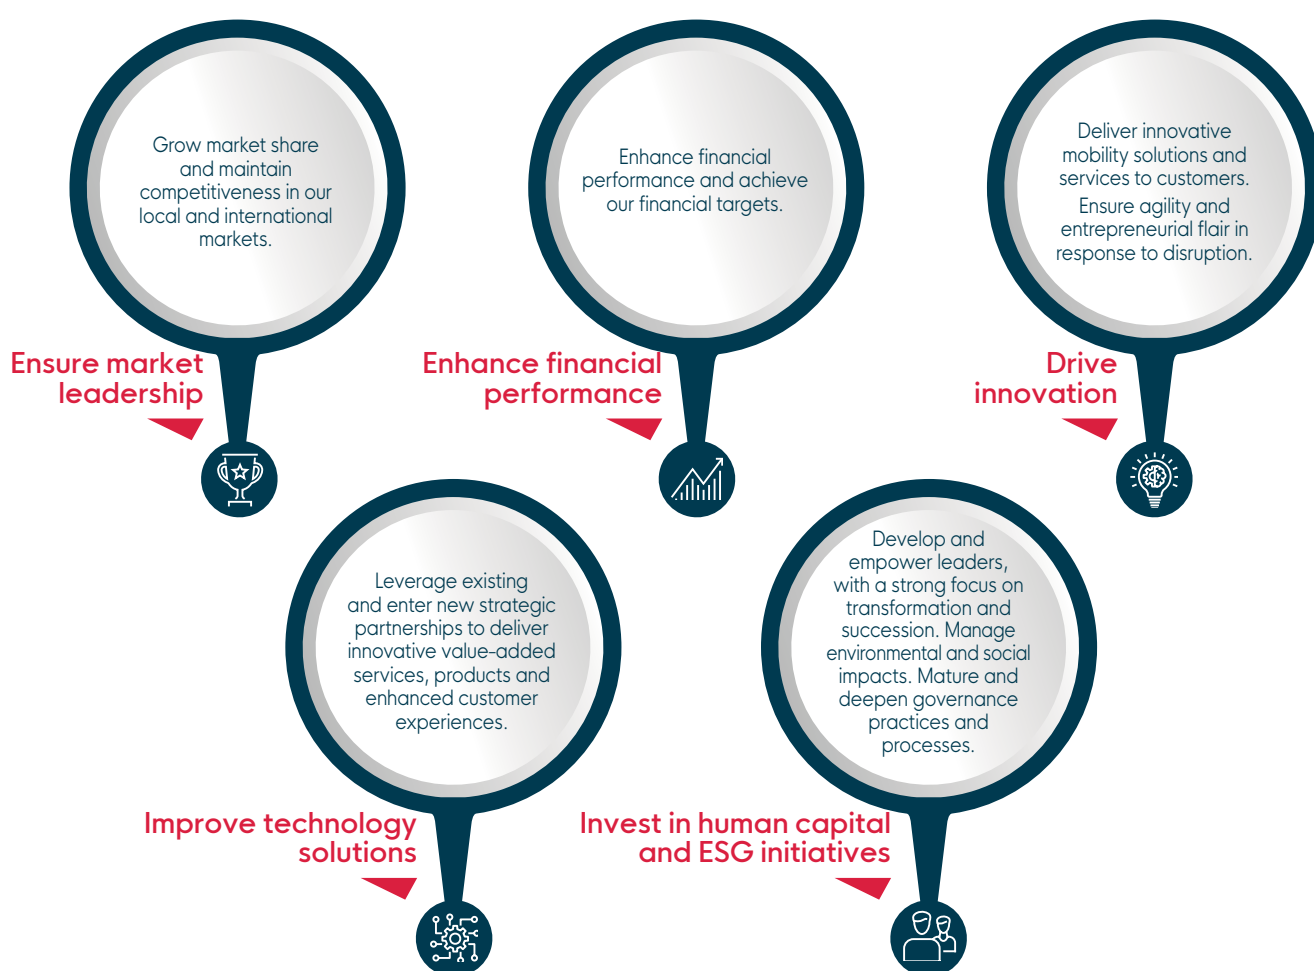 Grow market share
and maintain
competitiveness in our
local and international
markets.
Ensure market
leadership
Enhance financial
performance and achieve
our financial targets.
Enhance financial
performance
Deliver innovative
mobility solutions and
services to customers.
Ensure agility and
entrepreneurial flair in
response to disruption.
Drive
innovation
Leverage existing
and enter new strategic
partnerships to deliver
innovative value-added
services, products and
enhanced customer
experiences.
Improve technology
solutions
Develop and
empower leaders,
with a strong focus on
transformation and
succession. Manage
environmental and social
impacts. Mature and
deepen governance
practices and
processes.
Invest in human capital
and ESG initiatives